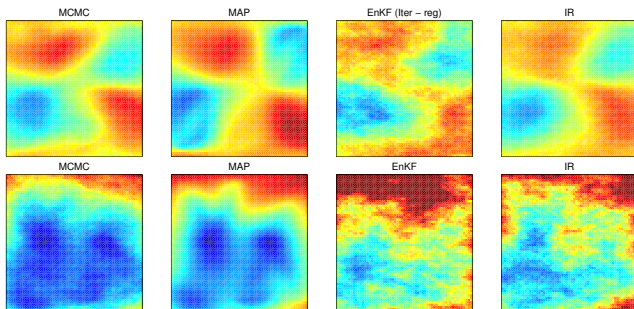 MCMC
MAP
EnKF (Iter − reg)
IR
MCMC
MAP
EnKF
IR